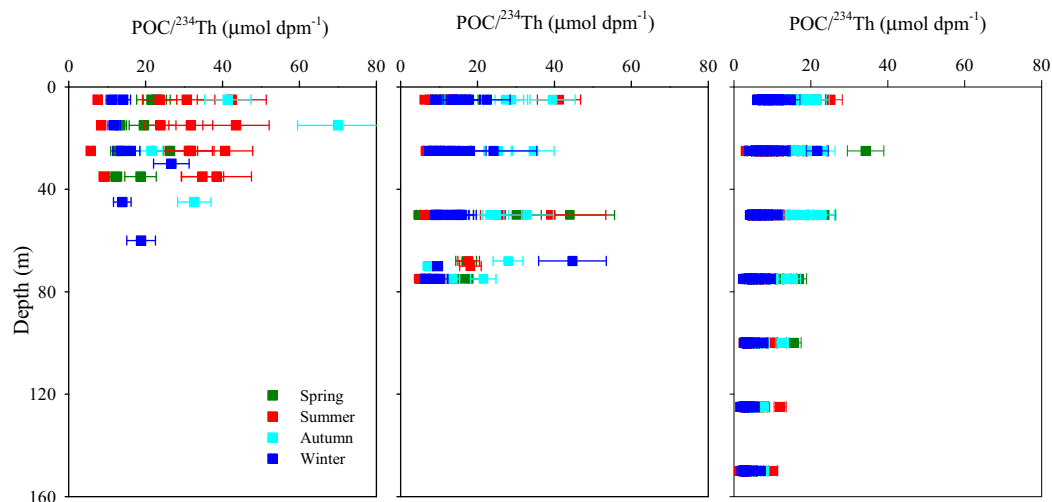 POC/²³⁴Th (μmol dpm⁻¹) POC/²³⁴Th (μmol dpm⁻¹) POC/²³⁴Th (μmol dpm⁻¹)
0 20 40 60 80 0 20 40 60 80 0 20 40 60 80
0
40
80
120
160
Depth (m)
Spring
Summer
Autumn
Winter